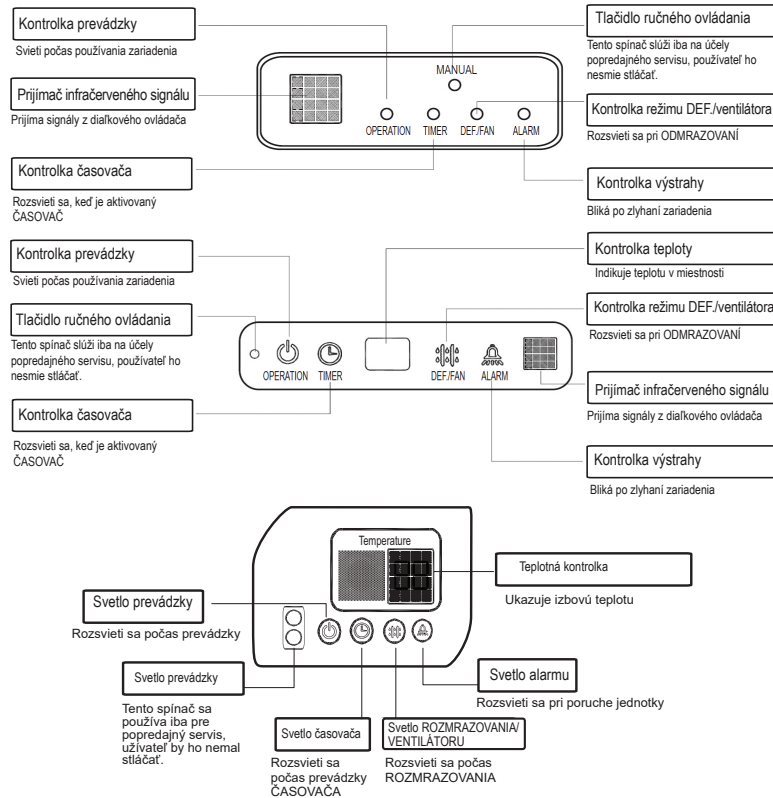 Kontrolka prevádzky
Svieti počas používania zariadenia
Prijímač infračerveného signálu
Prijíma signály z diaľkového ovládača
Kontrolka časovača
Rozsvieti sa, keď je aktivovaný
ČASOVAČ
MANUAL
OPERATION TIMER DEF./FAN ALARM
Tlačidlo ručného ovládania
Tento spínač slúži iba na účely
popredajného servisu, používateľ ho
nesmie stláčať.
Kontrolka režimu DEF./ventilátora
Rozsvieti sa pri ODMRAZOVANÍ
Kontrolka výstrahy
Bliká po zlyhaní zariadenia
Kontrolka prevádzky
Svieti počas používania zariadenia
Tlačidlo ručného ovládania
Tento spínač slúži iba na účely
popredajného servisu, používateľ ho
nesmie stláčať.
Kontrolka časovača
Rozsvieti sa, keď je aktivovaný
ČASOVAČ
OPERATION TIMER DEF./FAN ALARM
Kontrolka teploty
Indikuje teplotu v miestnosti
Kontrolka režimu DEF./ventilátora
Rozsvieti sa pri ODMRAZOVANÍ
Prijímač infračerveného signálu
Prijíma signály z diaľkového ovládača
Kontrolka výstrahy
Bliká po zlyhaní zariadenia
Temperature
88
Teplotná kontrolka
Ukazuje izbovú teplotu
Svetlo prevádzky
Rozsvieti sa počas prevádzky
Svetlo prevádzky
Tento spínač sa
používa iba pre
popredajný servis,
užívateľ by ho nemal
stláčať.
Svetlo časovača
Rozsvieti sa
počas prevádzky
ČASOVAČA
Svetlo ROZMRAZOVANIA/
VENTILÁTORU
Rozsvieti sa počas
ROZMRAZOVANIA
Svetlo alarmu
Rozsvieti sa pri poruche jednotky